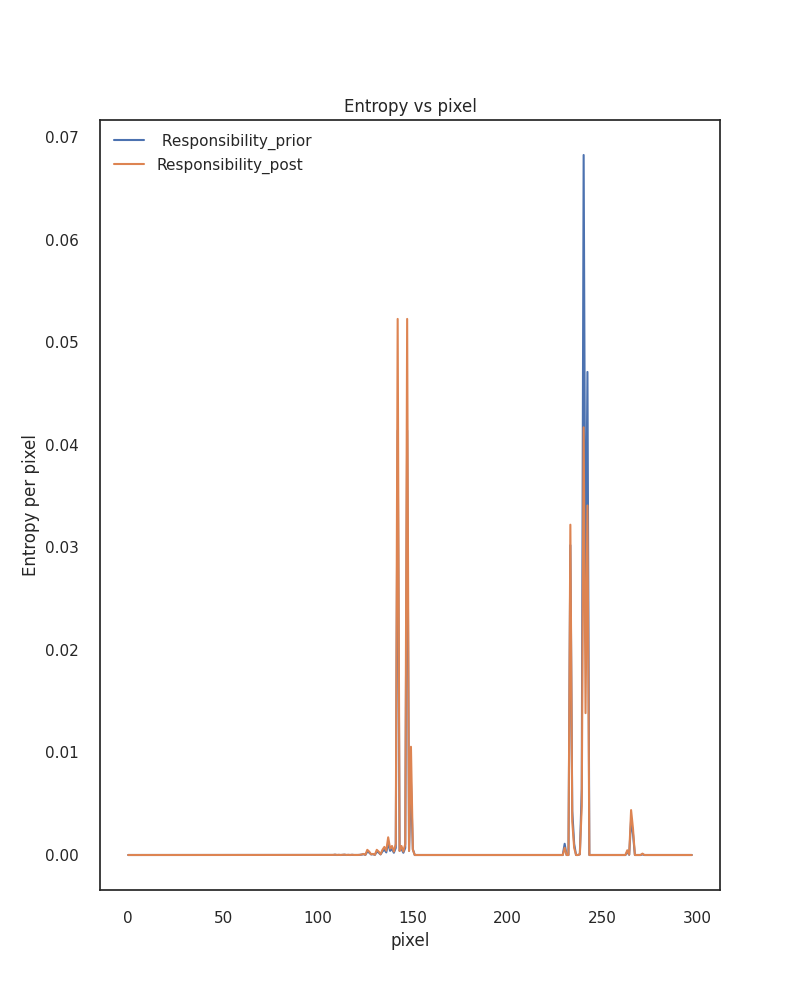 Entropy vs pixel
Responsibility_prior
Responsibility_post
0.07
0.06
0.05
0.04
0.03
0.02
0.01
0.00
Entropy per pixel
0 50 100 150 200 250 300
pixel